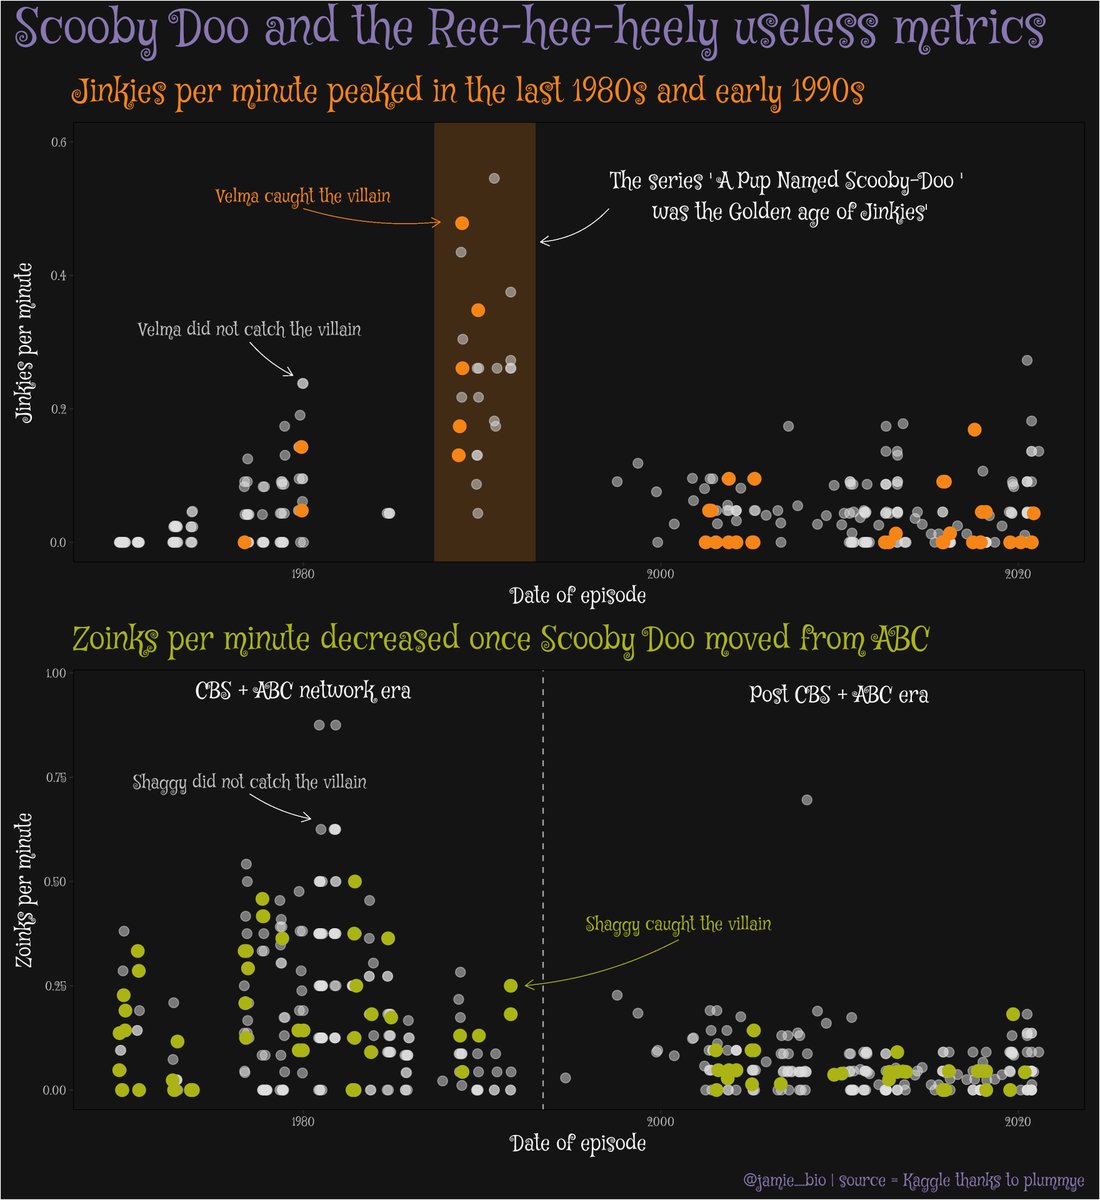 Scooby Doo and the Ree-hee-heely useless metrics
Jinkies per minute peaked in the last 1980s and early 1990s
0.6
0.4
0.2
0.0
Jinkies per minute
Velma caught the villain
Velma did not catch the villain
The series ' A Pup Named Scooby-Doo '
was the Golden age of Jinkies'
1980
2000
2020
Date of episode
Zoinks per minute decreased once Scooby Doo moved from ABC
1.00
0.75
0.50
0.25
0.00
Zoinks per minute
CBS + ABC network era
Post CBS + ABC era
Shaggy did not catch the villain
Shaggy caught the villain
1980
2000
2020
Date of episode
@jamie_bio | source = Kaggle thanks to plummye